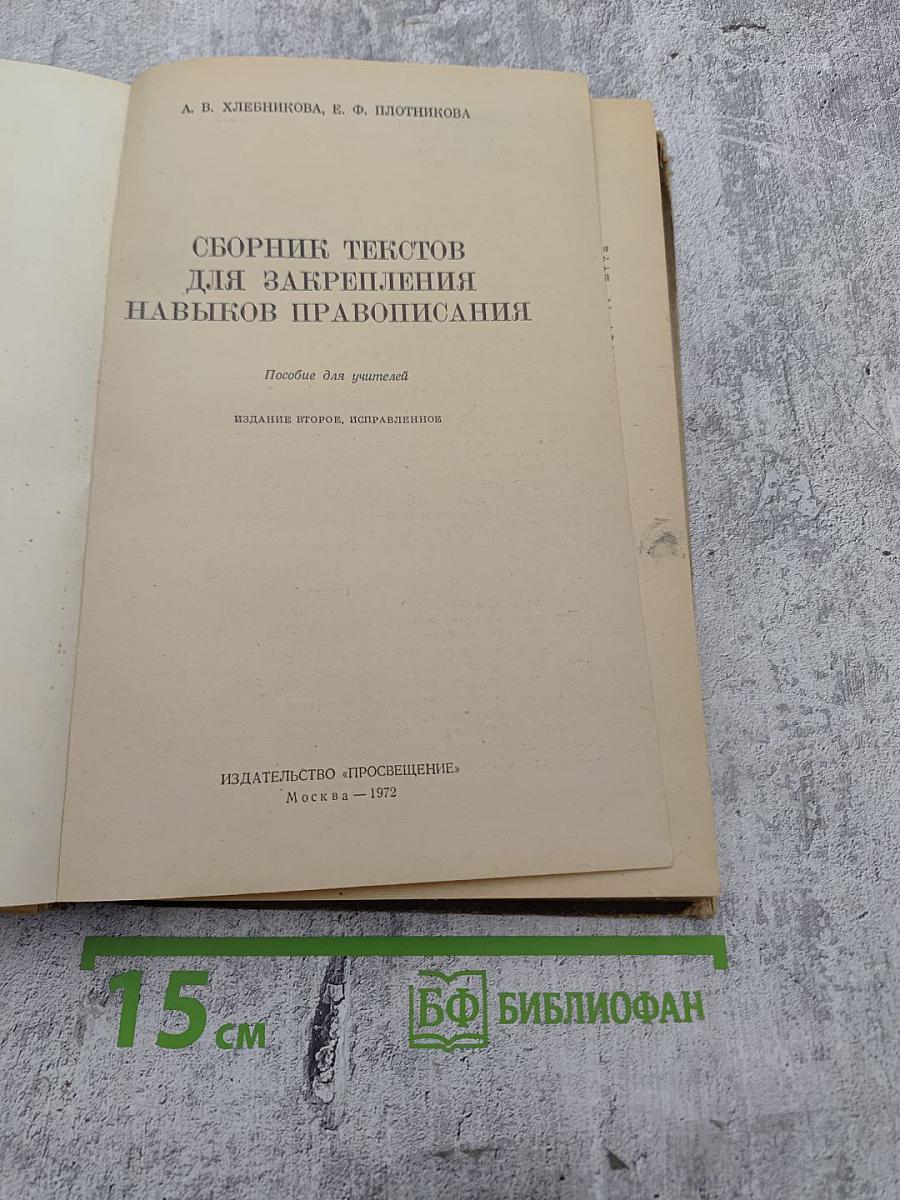 А. В. ХЛЕБНИКОВА, Е. Ф. ПЛОТНИКОВА
СБОРНИК ТЕКСТОВ
ДЛЯ ЗАКРЕПЛЕНИЯ
НАВЫКОВ ПРАВОПИСАНИЯ
Пособие для учителей
ИЗДАНИЕ ВТОРОЕ, ИСПРАВЛЕННОЕ
ИЗДАТЕЛЬСТВО «ПРОСВЕЩЕНИЕ»
Москва — 1972
15 см
БФ БИБЛИОФАН